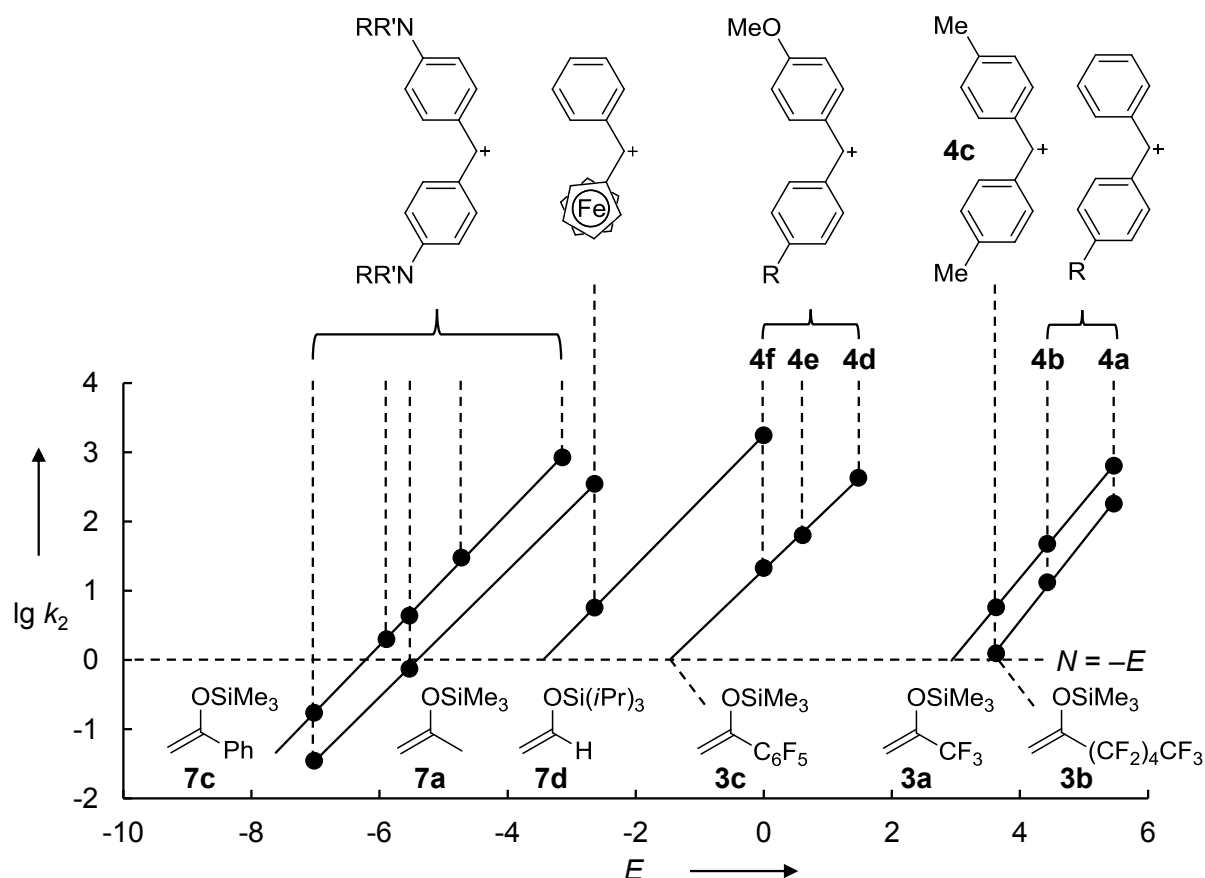 RR'N
RR'N
+
Fe
+
MeO
R
+
Me
Me
4c
+
R
+
4f 4e 4d 4b 4a
4
3
2
1
0
-1
-2
lg k₂
N = –E
OSiMe₃
Ph
7c
OSiMe₃
7a
OSi(iPr)₃
H
7d
OSiMe₃
C₆F₅
3c
OSiMe₃
CF₃
3a
OSiMe₃
(CF₂)₄CF₃
3b
-10 -8 -6 -4 -2 0 2 4 6
E